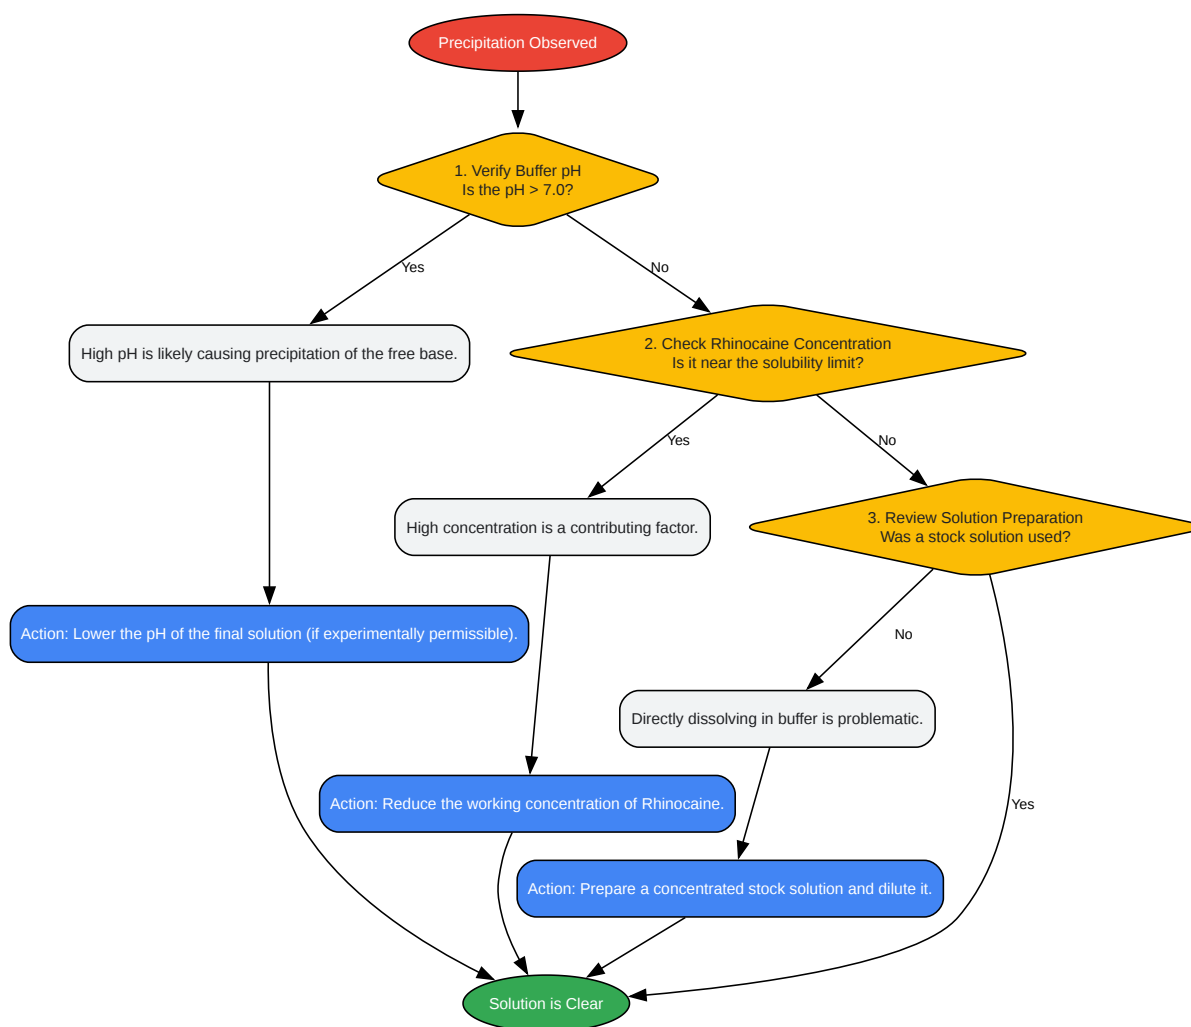 Precipitation Observed
1. Verify Buffer pH
Is the pH > 7.0?
Yes
No
High pH is likely causing precipitation of the free base.
2. Check Rhinocaine Concentration
Is it near the solubility limit?
Yes
No
High concentration is a contributing factor.
3. Review Solution Preparation
Was a stock solution used?
Action: Lower the pH of the final solution (if experimentally permissible).
No
Directly dissolving in buffer is problematic.
Action: Reduce the working concentration of Rhinocaine.
Yes
Action: Prepare a concentrated stock solution and dilute it.
Solution is Clear